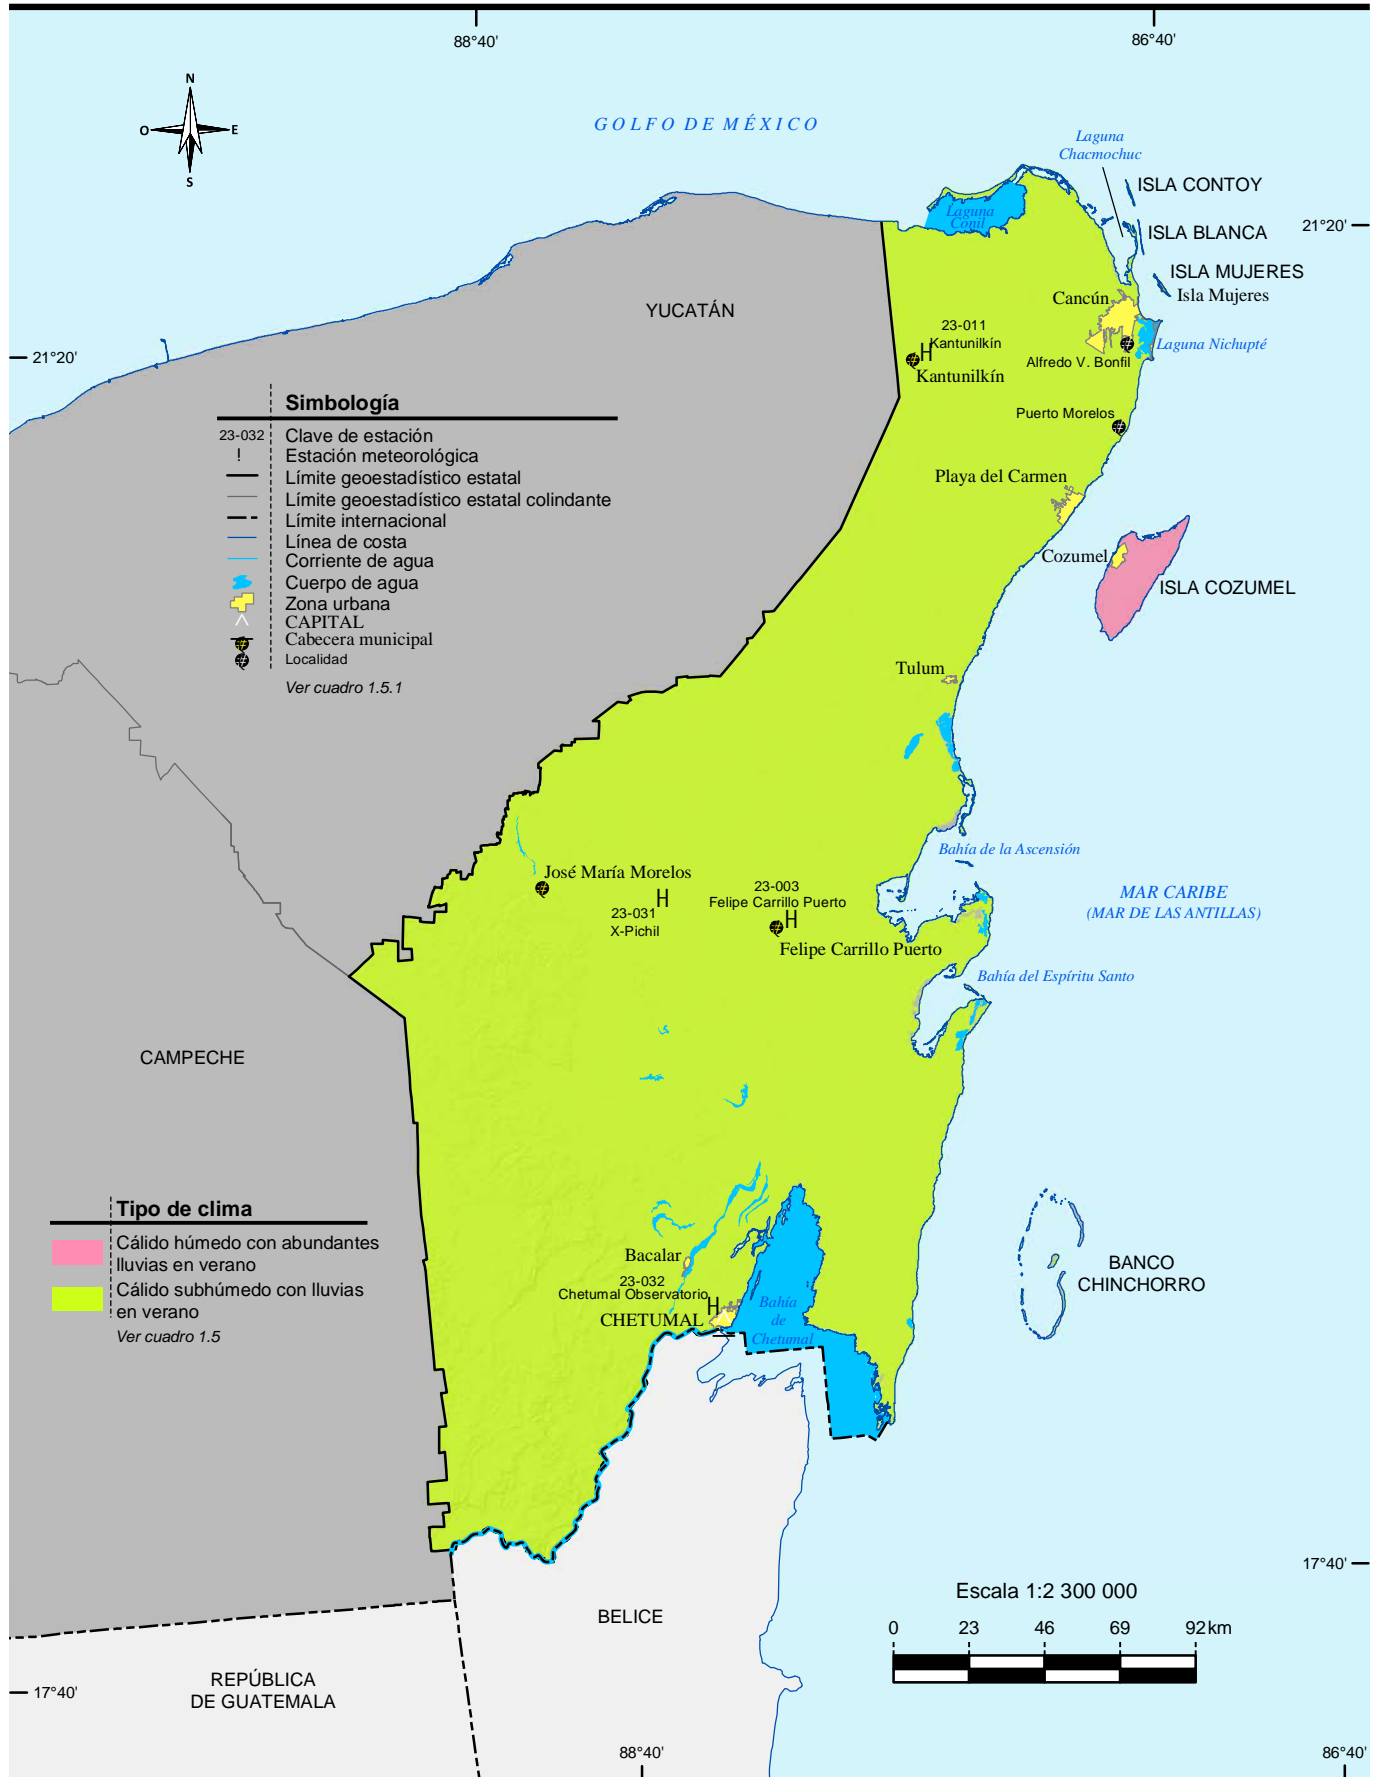 88°40'
86°40'
N
O
E
S
GOLFO DE MÉXICO
Laguna
Chacmochuc
ISLA CONTOY
Laguna
Conil
21°20'
ISLA BLANCA
ISLA MUJERES
Isla Mujeres
Cancún
YUCATÁN
23-011
Kantunilkín
Kantunilkín
Laguna Nichupté
Alfredo V. Bonfil
21°20'
Puerto Morelos
Playa del Carmen
Cozumel
ISLA COZUMEL
Simbología
23-032 Clave de estación
! Estación meteorológica
Límite geoestadístico estatal
Límite geoestadístico estatal colindante
Límite internacional
Línea de costa
Corriente de agua
Cuerpo de agua
Zona urbana
^ CAPITAL
Cabecera municipal
Localidad
Ver cuadro 1.5.1
Tulum
Bahía de la Ascensión
José María Morelos
23-031
X-Pichil
H
23-003
Felipe Carrillo Puerto
H
Felipe Carrillo Puerto
MAR CARIBE
(MAR DE LAS ANTILLAS)
Bahía del Espíritu Santo
CAMPECHE
Tipo de clima
Cálido húmedo con abundantes
lluvias en verano
Cálido subhúmedo con lluvias
en verano
Ver cuadro 1.5
Bacalar
23-032
Chetumal Observatorio
H
CHETUMAL
Bahía
de
Chetumal
BANCO
CHINCHORRO
17°40'
Escala 1:2 300 000
0 23 46 69 92 km
BELICE
REPÚBLICA
DE GUATEMALA
17°40'
88°40'
86°40'
H